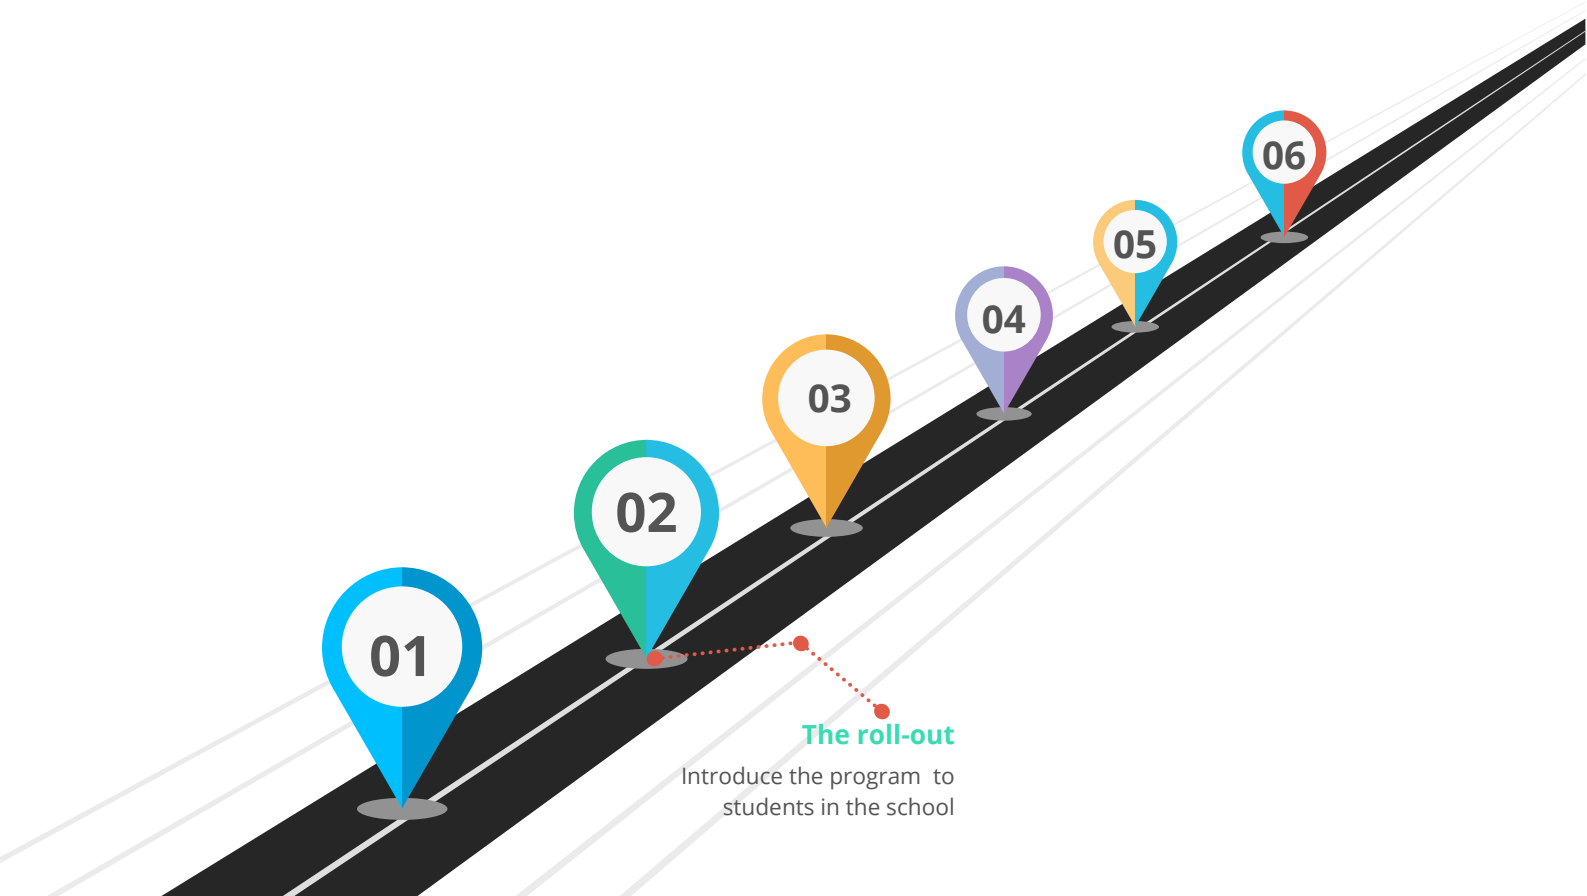 06
05
04
03
02
01
The roll-out
Introduce the program  to
students in the school